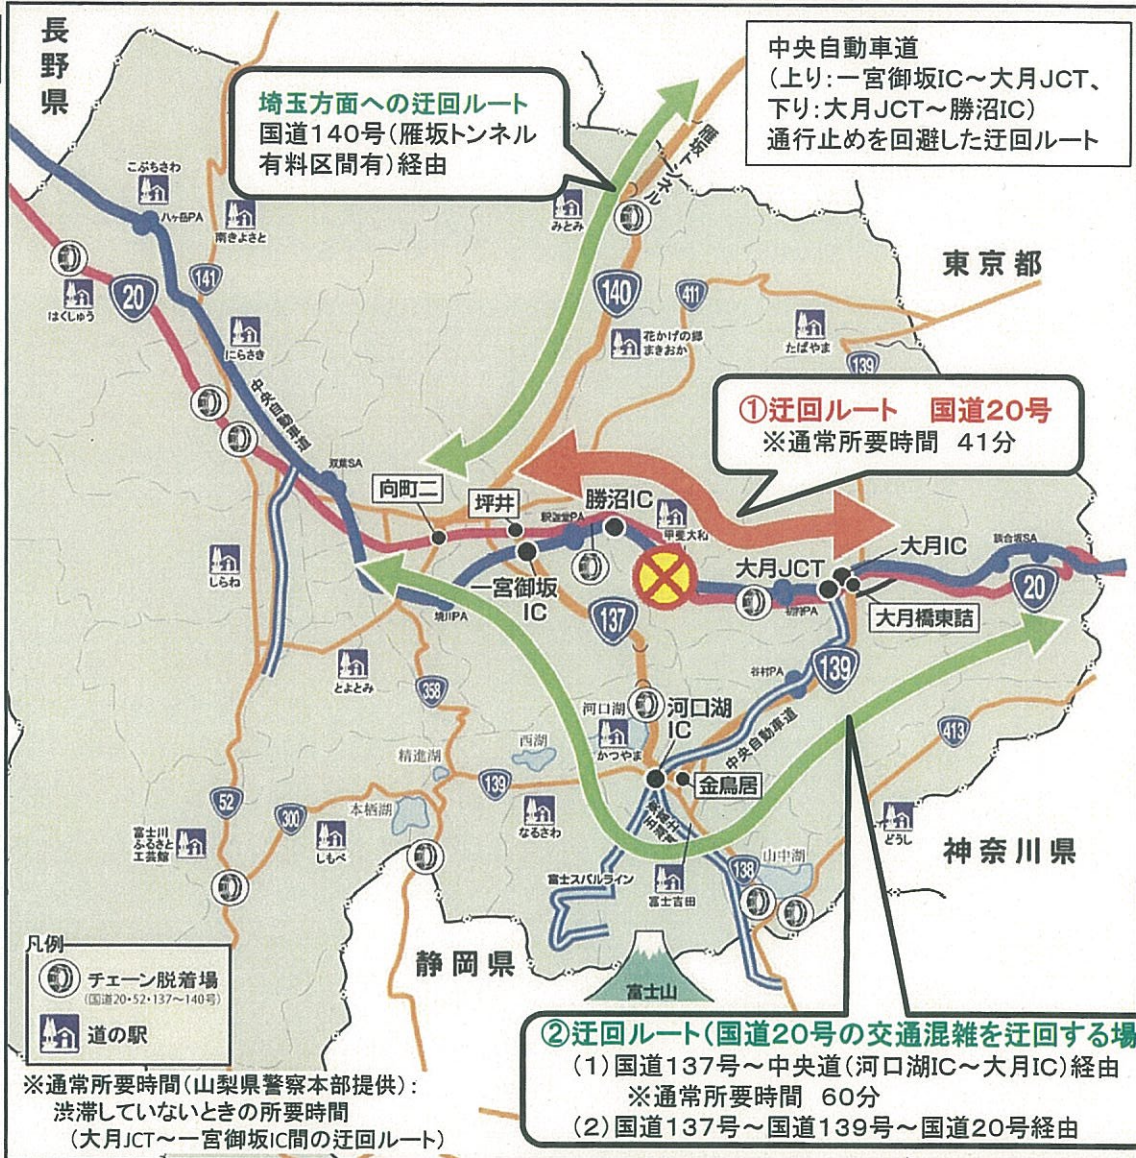 長野県
中央自動車道
(上り:一宮御坂IC～大月JCT、
下り:大月JCT～勝沼IC)
通行止めを回避した迂回ルート
埼玉方面への迂回ルート
国道140号(雁坂トンネル
有料区間有)経由
雁坂トンネル
こぶちさわ
八ヶ岳PA
南きよさと
みとみ
東京都
141
20
はくしゅう
140
411
にらさき
花かげの郷
まきおか
たばやま
139
中央自動車道
①迂回ルート 国道20号
※通常所要時間 41分
双葉SA
向町二
坪井
釈迦堂PA
勝沼IC
甲斐大和
大月IC
談合坂SA
しらね
一宮御坂
IC
大月JCT
初狩PA
20
大月橋東詰
境川PA
137
とよとみ
358
谷村PA
139
河口湖
河口湖
IC
かつやま
中央自動車道
413
精進湖
西湖
139
金鳥居
52
300
本栖湖
なるさわ
富士川
ふるさと
工芸館
しもべ
どうし
神奈川県
138
山中湖
富士スバルライン
富士吉田
凡例
チェーン脱着場
(国道20・52・137～140号)
道の駅
静岡県
富士山
②迂回ルート(国道20号の交通混雑を迂回する場
(1)国道137号～中央道(河口湖IC～大月IC)経由
※通常所要時間 60分
(2)国道137号～国道139号～国道20号経由
※通常所要時間(山梨県警察本部提供):
渋滞していないときの所要時間
(大月JCT～一宮御坂IC間の迂回ルート)